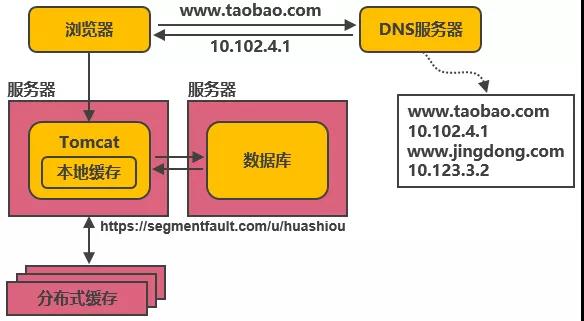 www.taobao.com
浏览器
DNS服务器
10.102.4.1
服务器
服务器
Tomcat
本地缓存
数据库
www.taobao.com
10.102.4.1
www.jingdong.com
10.123.3.2
https://segmentfault.com/u/huashiou
分布式缓存